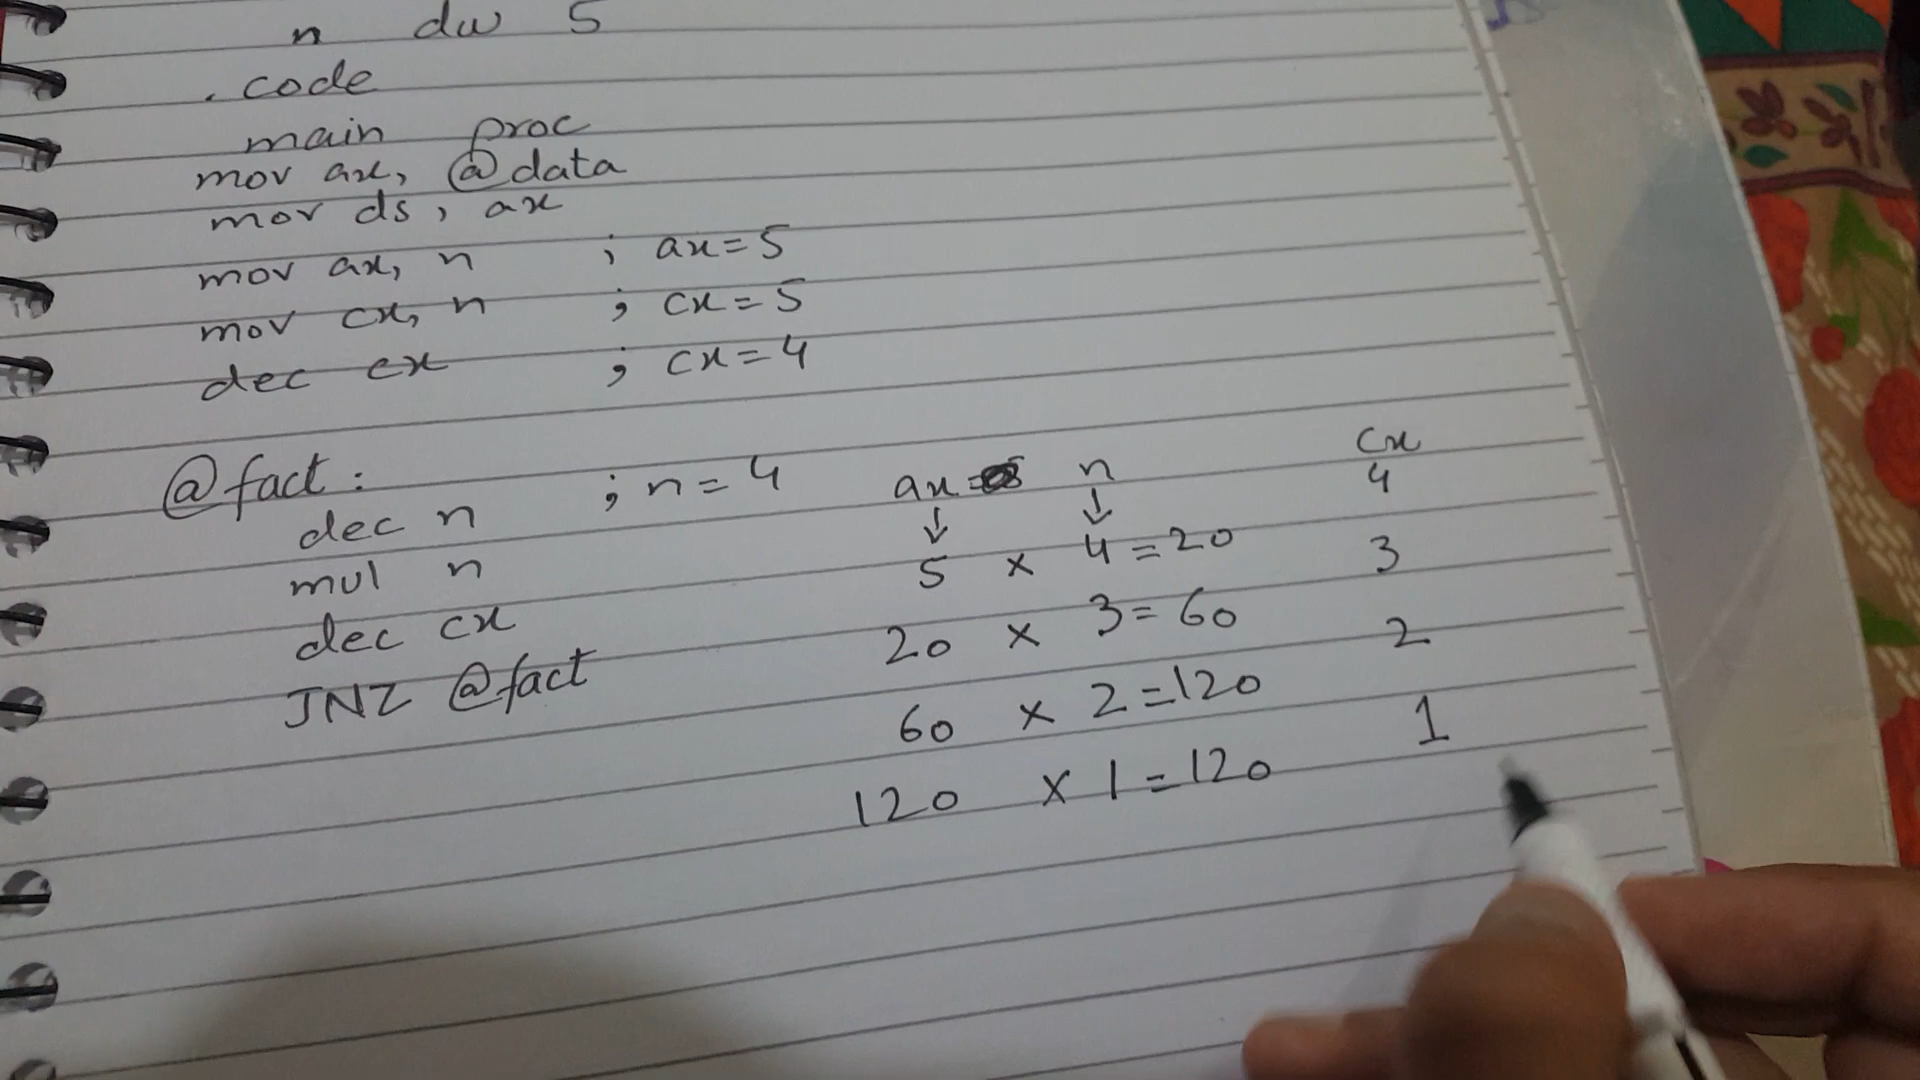 n dw 5
.code
main proc
mov ax, @data
mov ds, ax
mov ax, n ; ax=5
mov cx, n ; cx=5
dec cx ; cx=4
@fact: ; n=4
dec n
mul n
dec cx
JNZ @fact
ax= n cx
↓ ↓ 4
5 x 4 = 20 3
20 x 3 = 60 2
60 x 2 = 120 1
120 x 1 = 120